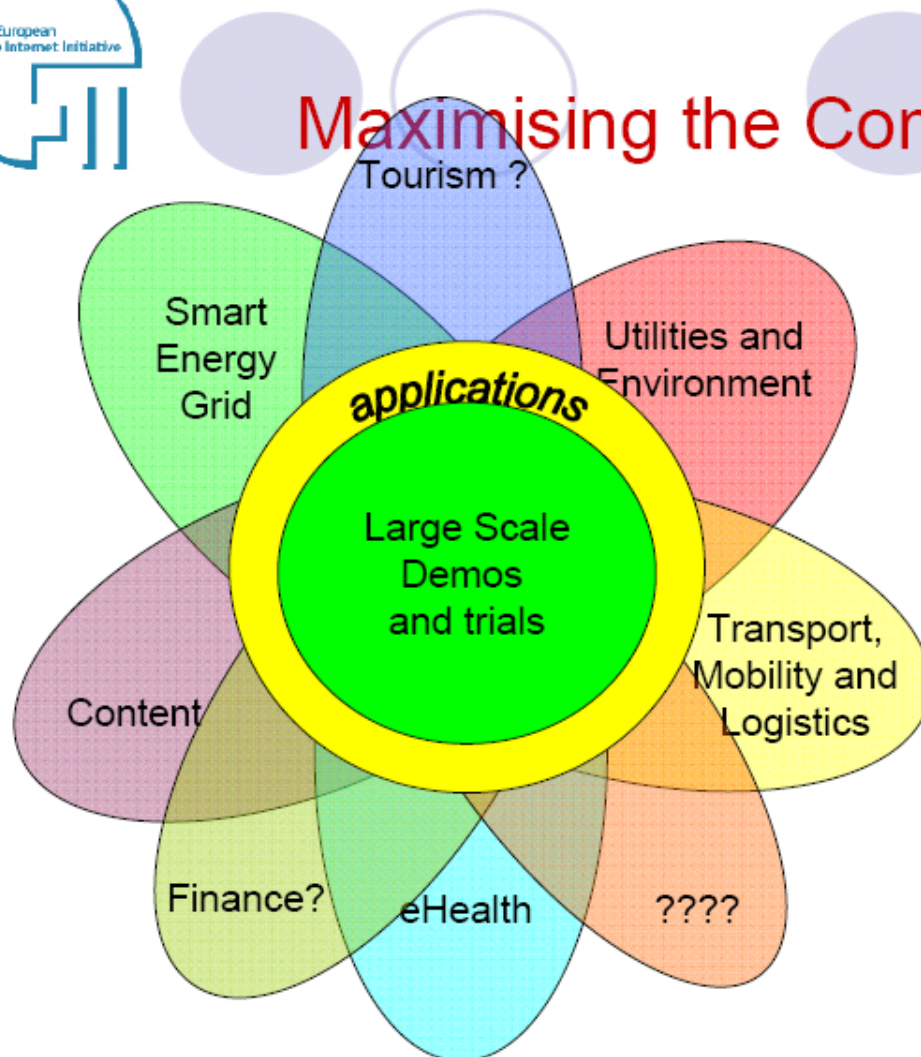 European
Internet Initiative
Maximising the
Tourism ?
Smart
Energy
Grid
Utilities and
Environment
applications
Large Scale
Demos
and trials
Transport,
Mobility and
Logistics
Content
Finance?
eHealth
????